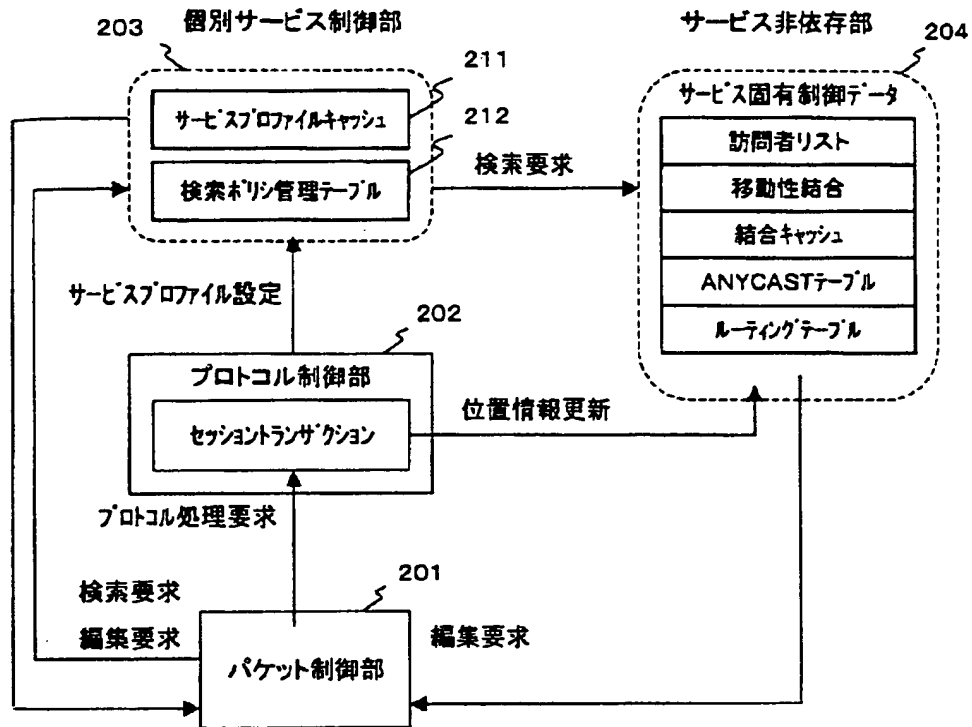 203
個別サービス制御部
サービス非依存部
204
211
サービスプロファイルキャッシュ
212
検索ポリシ管理テーブル
検索要求
サービス固有制御データ
訪問者リスト
移動性結合
結合キャッシュ
ANYCASTテーブル
ルーティングテーブル
サービスプロファイル設定
202
プロトコル制御部
セッショントランザクション
位置情報更新
プロトコル処理要求
検索要求
編集要求
201
パケット制御部
編集要求